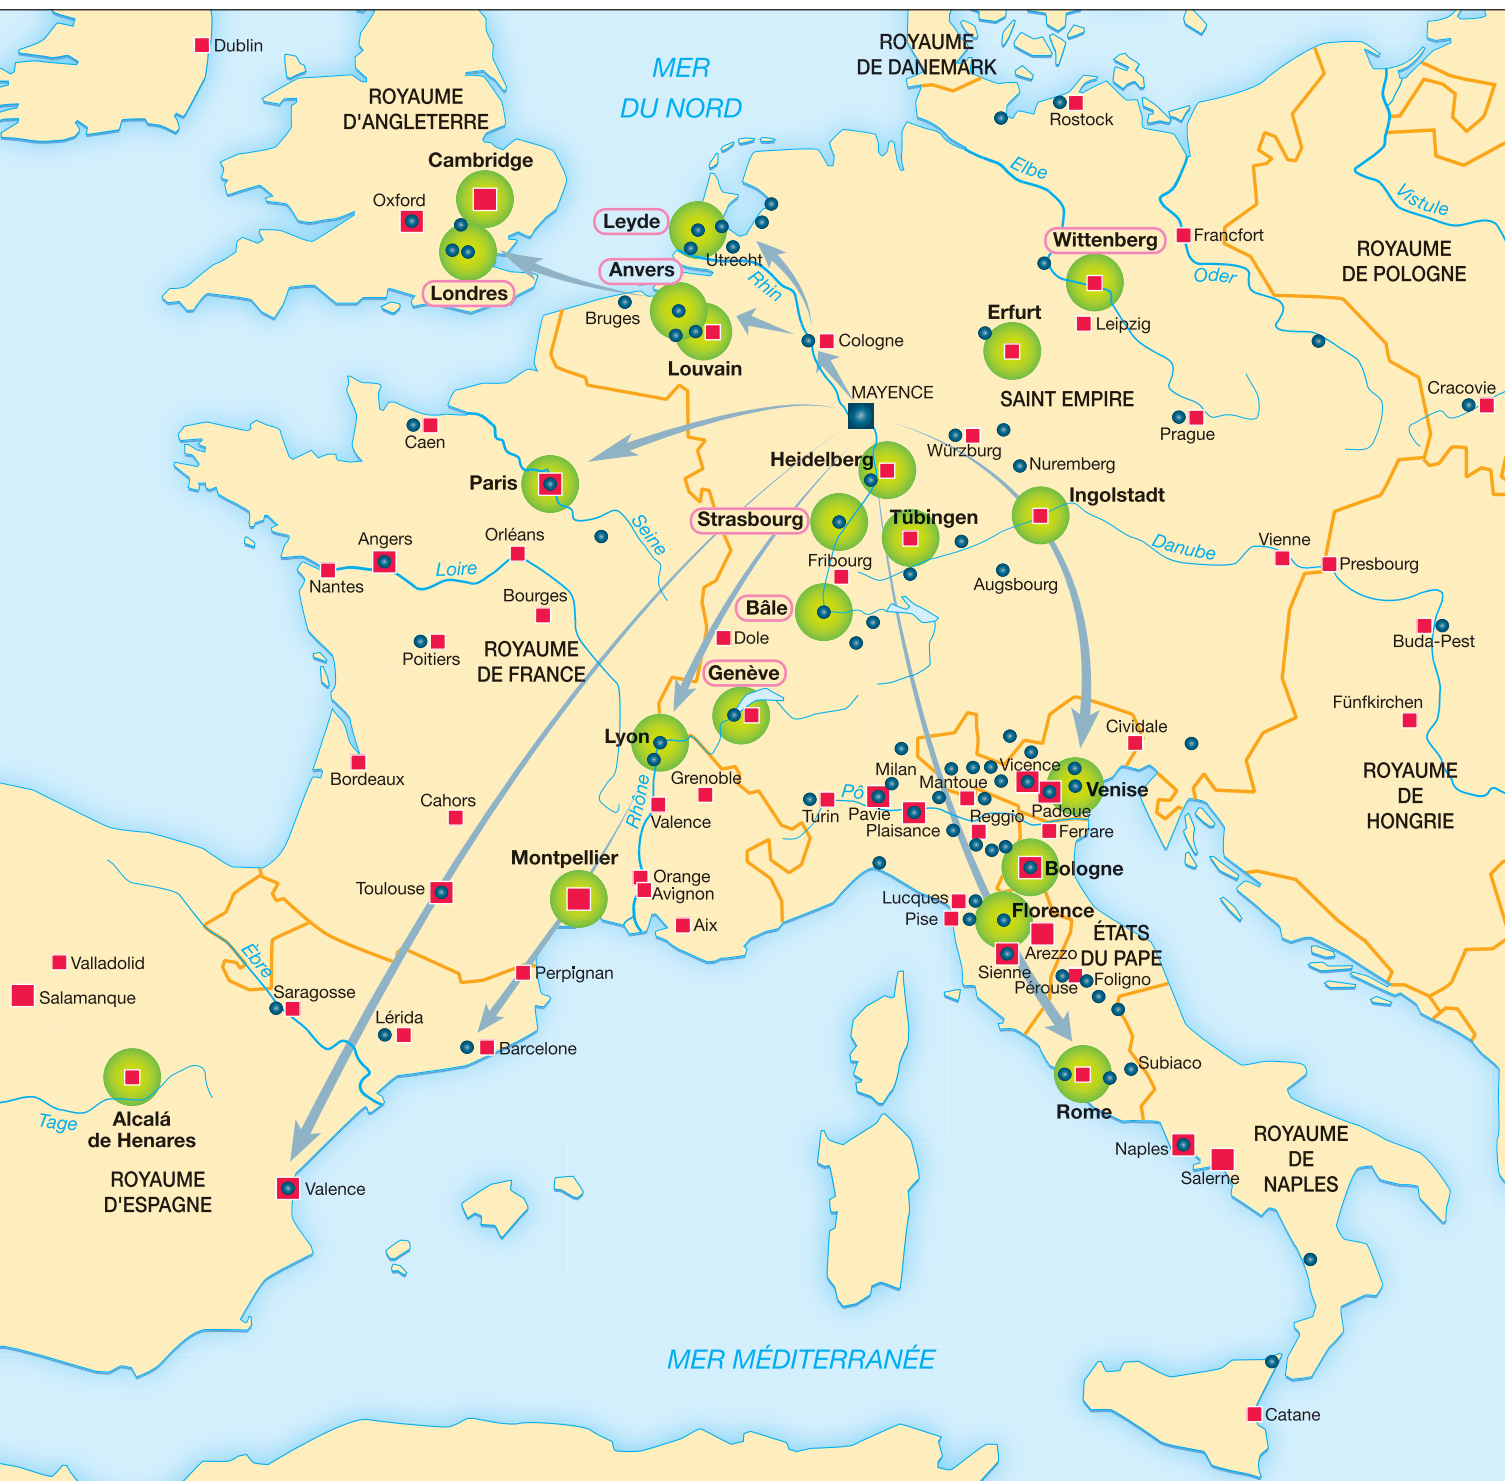 Dublin
ROYAUME
DE DANEMARK
MER
DU NORD
ROYAUME
D'ANGLETERRE
Rostock
Cambridge
Elbe
Oxford
Vistule
Leyde
Utrecht
Wittenberg
Francfort
ROYAUME
DE POLOGNE
Anvers
Rhin
Oder
Londres
Bruges
Erfurt
Leipzig
Cologne
Louvain
MAYENCE
SAINT EMPIRE
Cracovie
Caen
Prague
Würzburg
Heidelberg
Nuremberg
Paris
Ingolstadt
Strasbourg
Tübingen
Seine
Angers
Orléans
Danube
Vienne
Nantes
Loire
Fribourg
Presbourg
Augsbourg
Bourges
Bâle
Dole
Buda-Pest
Poitiers
ROYAUME
DE FRANCE
Genève
Fünfkirchen
Lyon
Cividale
Bordeaux
Grenoble
Milan
Vicence
Mantoue
ROYAUME
DE
HONGRIE
Cahors
Rhône
Pô
Venise
Valence
Turin
Pavie
Padoue
Plaisance
Reggio
Ferrare
Montpellier
Bologne
Toulouse
Orange
Avignon
Lucques
Pise
Florence
Aix
ÉTATS
DU PAPE
Arezzo
Sienne
Èbre
Valladolid
Perpignan
Pérouse
Foligno
Salamanque
Saragosse
Lérida
Barcelone
Subiaco
Tage
Alcalá
de Henares
Rome
Naples
ROYAUME
DE
NAPLES
Salerne
ROYAUME
D'ESPAGNE
Valence
MER MÉDITERRANÉE
Catane